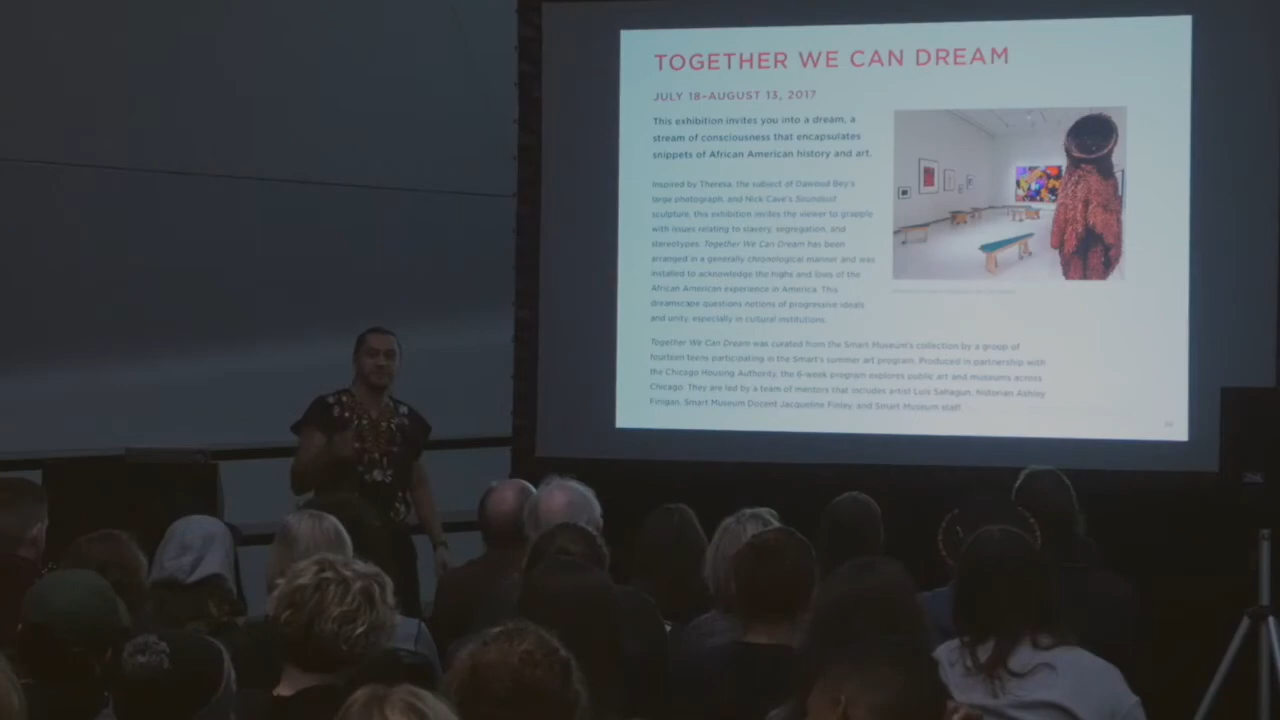 TOGETHER WE CAN DREAM
JULY 18–AUGUST 13, 2017
This exhibition invites you into a dream, a
stream of consciousness that encapsulates
snippets of African American history and art.
Inspired by Theresa, the subject of Dawoud Bey's
large photograph, and Nick Cave's Soundsuit
sculpture, this exhibition invites the viewer to grapple
with issues relating to slavery, segregation, and
stereotypes. Together We Can Dream has been
arranged in a generally chronological manner and was
installed to acknowledge the highs and lows of the
African American experience in America. This
dreamscape questions notions of progressive ideals
and unity, especially in cultural institutions.
Together We Can Dream was curated from the Smart Museum's collection by a group of
fourteen teens participating in the Smart's summer art program. Produced in partnership with
the Chicago Housing Authority, the 6-week program explores public art and museums across
Chicago. They are led by a team of mentors that includes artist Luis Sahagun, historian Ashley
Finigan, Smart Museum Docent Jacqueline Finley, and Smart Museum staff.